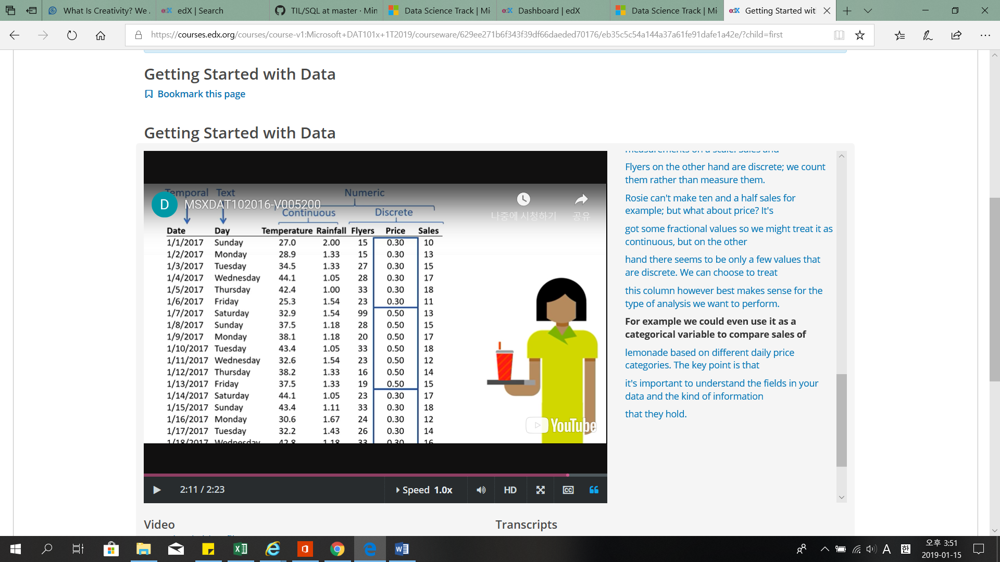 What Is Creativity? We
edX | Search
TIL/SQL at master · Min
Data Science Track | Mi
Dashboard | edX
Data Science Track | Mi
Getting Started wit
https://courses.edx.org/courses/course-v1:Microsoft+DAT101x+1T2019/courseware/629ee271b6f343f39df66daeded70176/eb35c5c54a144a37a61fe91dafe1a42e/?child=first
Getting Started with Data
Bookmark this page
Getting Started with Data
Temporal Text Numeric
D MSXDAT102016-V005200
나중에 시청하기 공유
Continuous Discrete
Date Day Temperature Rainfall Flyers Price Sales
1/1/2017 Sunday 27.0 2.00 15 0.30 10
1/2/2017 Monday 28.9 1.33 15 0.30 13
1/3/2017 Tuesday 34.5 1.33 27 0.30 15
1/4/2017 Wednesday 44.1 1.05 28 0.30 17
1/5/2017 Thursday 42.4 1.00 33 0.30 18
1/6/2017 Friday 25.3 1.54 23 0.30 11
1/7/2017 Saturday 32.9 1.54 99 0.50 13
1/8/2017 Sunday 37.5 1.18 28 0.50 15
1/9/2017 Monday 38.1 1.18 20 0.50 17
1/10/2017 Tuesday 43.4 1.05 33 0.50 18
1/11/2017 Wednesday 32.6 1.54 23 0.50 12
1/12/2017 Thursday 38.2 1.33 16 0.50 14
1/13/2017 Friday 37.5 1.33 19 0.50 15
1/14/2017 Saturday 44.1 1.05 23 0.30 17
1/15/2017 Sunday 43.4 1.11 33 0.30 18
1/16/2017 Monday 30.6 1.67 24 0.30 12
1/17/2017 Tuesday 32.2 1.43 26 0.30 14
1/18/2017 Wednesday 42.8 1.18 33 0.30 16
YouTube
2:11 / 2:23
Speed 1.0x
HD
CC
measurements on a scale. Sales and
Flyers on the other hand are discrete; we count
them rather than measure them.
Rosie can't make ten and a half sales for
example; but what about price? It's
got some fractional values so we might treat it as
continuous, but on the other
hand there seems to be only a few values that
are discrete. We can choose to treat
this column however best makes sense for the
type of analysis we want to perform.
For example we could even use it as a
categorical variable to compare sales of
lemonade based on different daily price
categories. The key point is that
it's important to understand the fields in your
data and the kind of information
that they hold.
Video
Transcripts
A 한
오후 3:51
2019-01-15